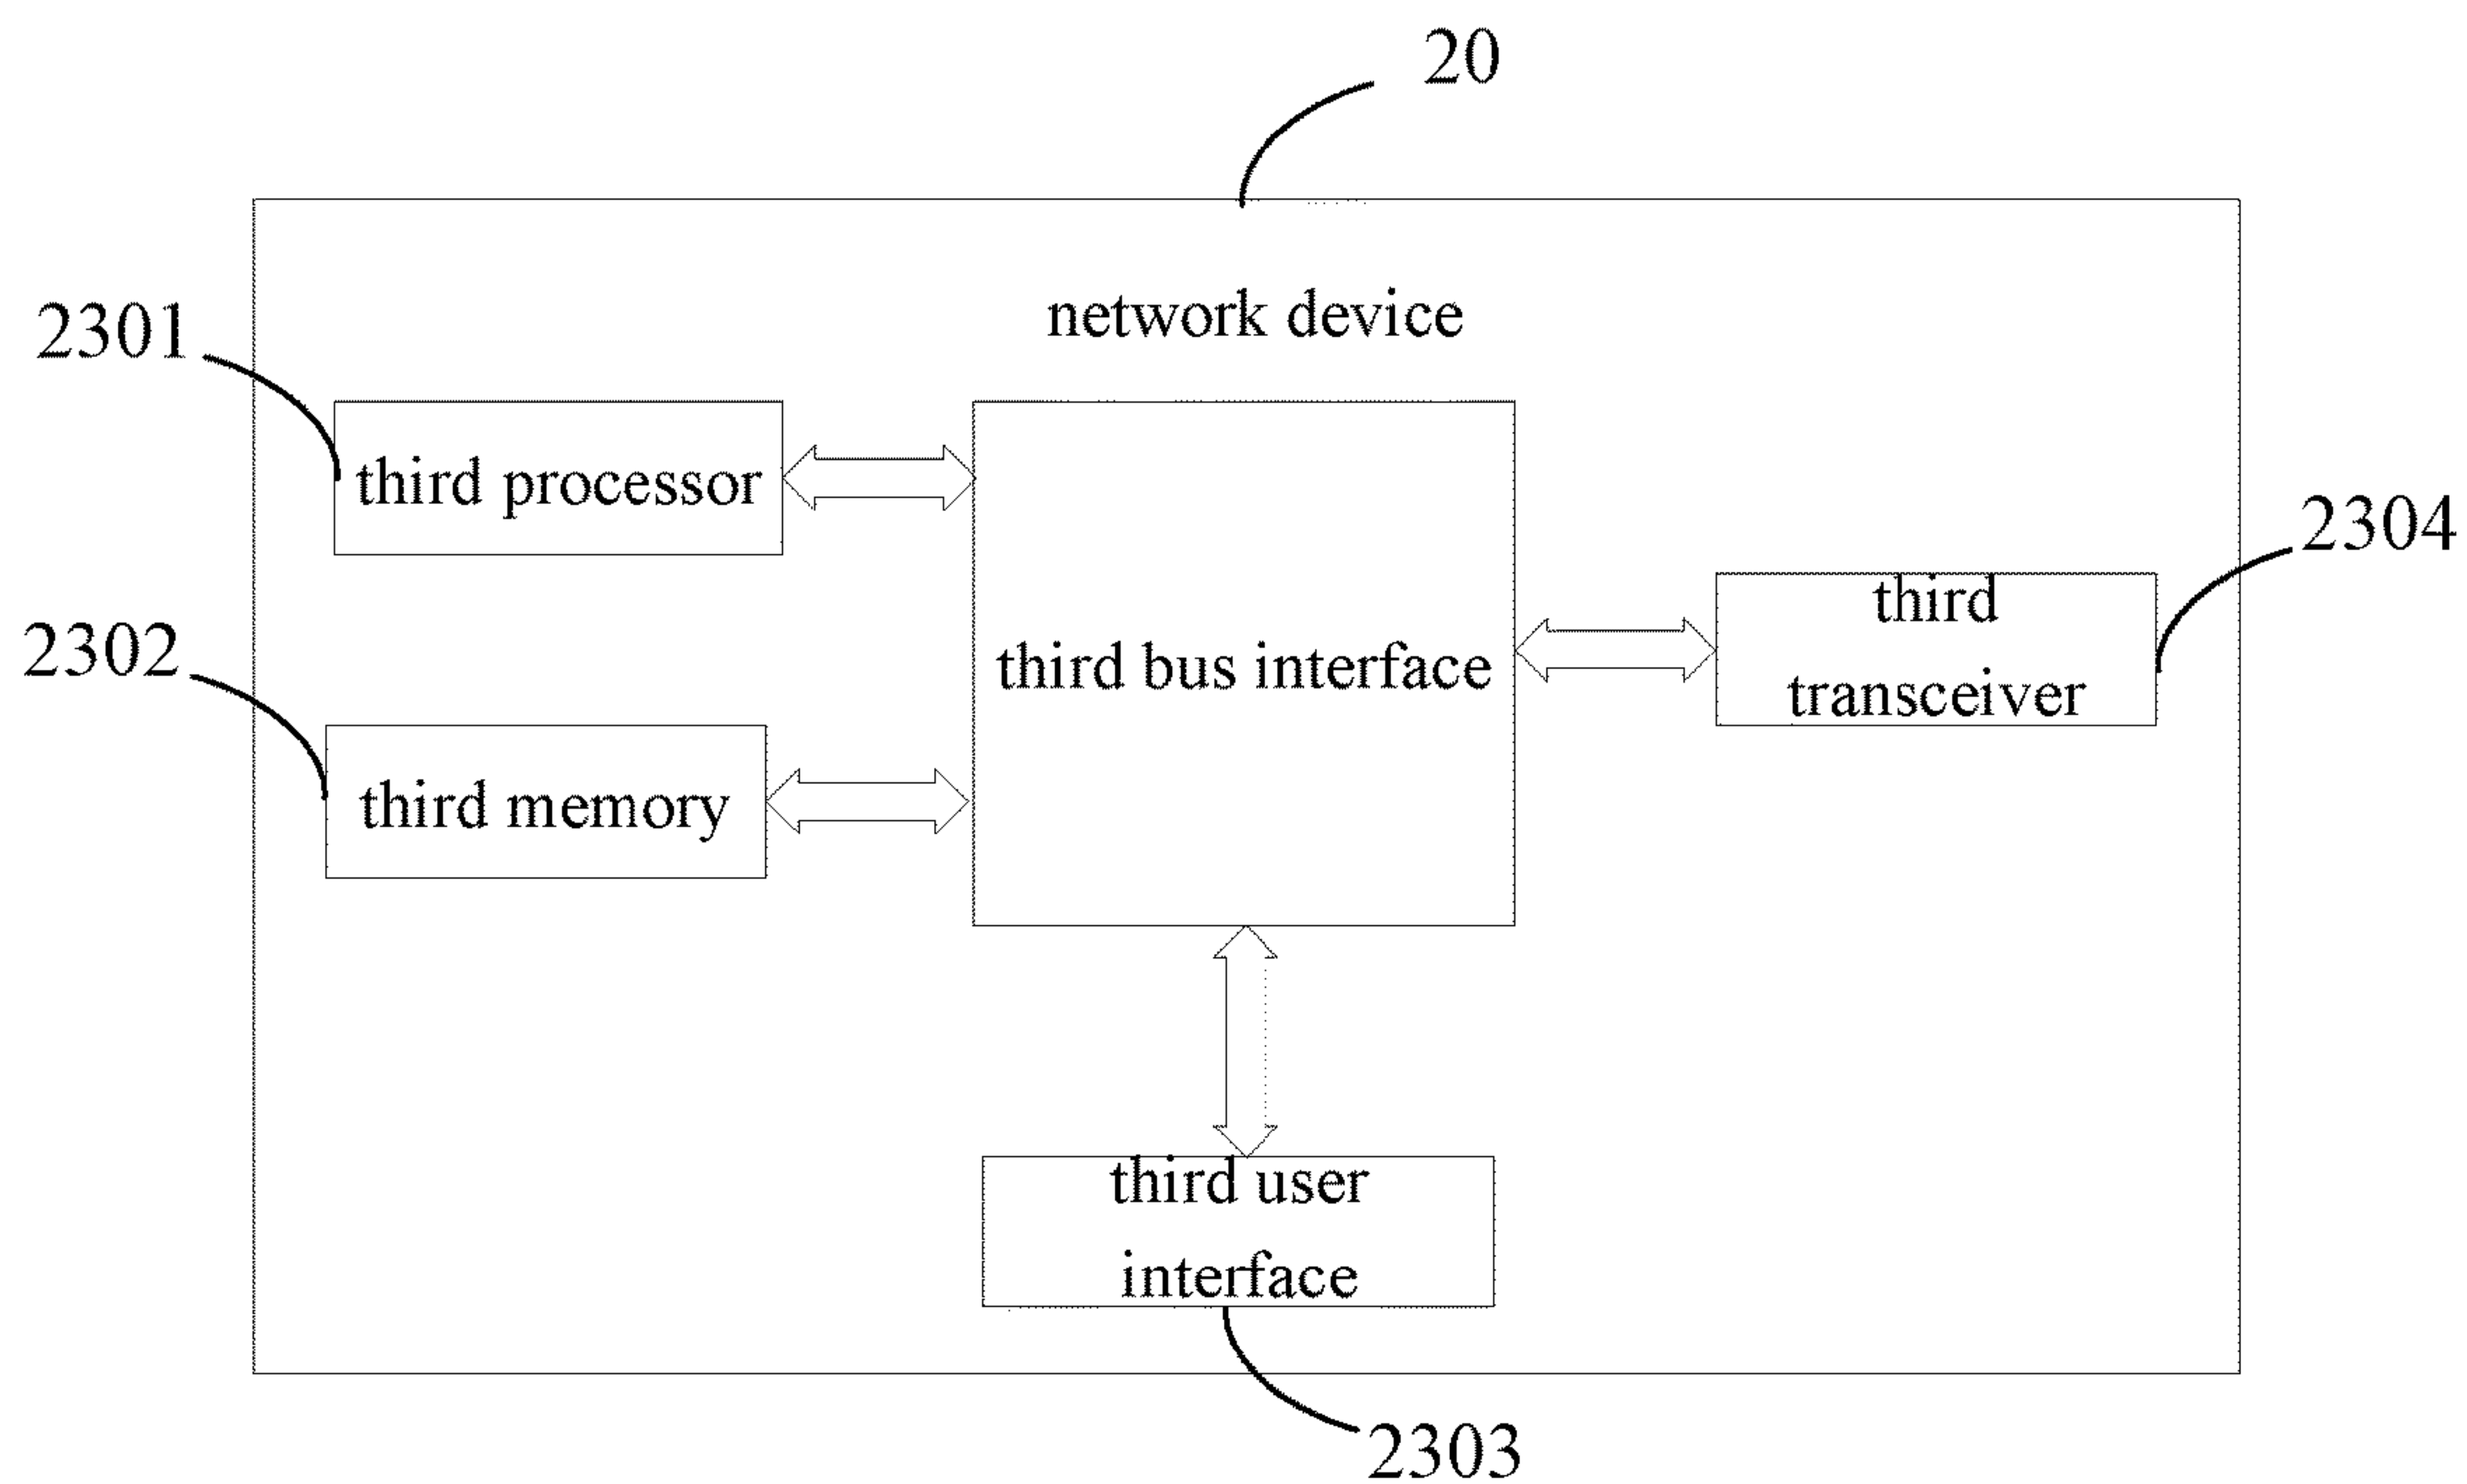 20
network device
2301
third processor
2304
third
transceiver
third bus interface
2302
third memory
third user
interface
2303